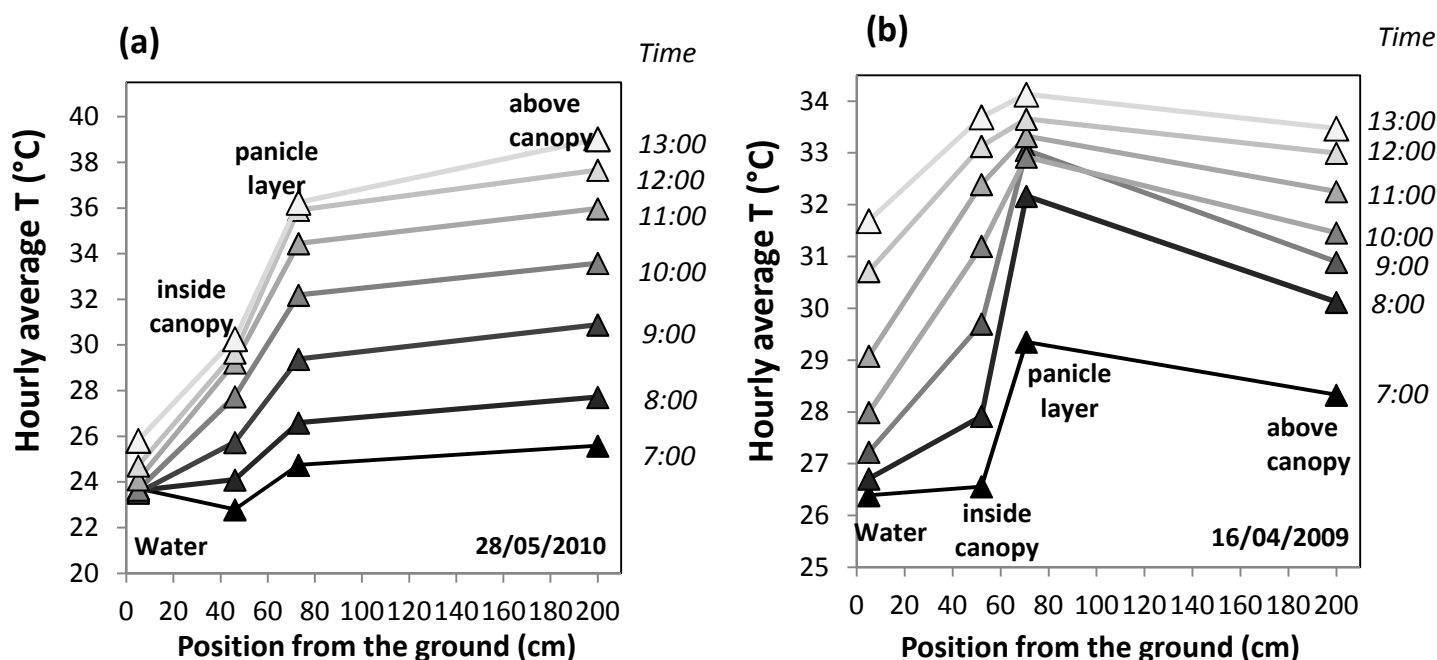 (a)
Time
Hourly average T (°C)
40
38
36
34
32
30
28
26
24
22
20
above
canopy
panicle
layer
inside
canopy
Water
28/05/2010
13:00
12:00
11:00
10:00
9:00
8:00
7:00
0 20 40 60 80 100 120 140 160 180 200
Position from the ground (cm)
(b)
Time
Hourly average T (°C)
34
33
32
31
30
29
28
27
26
25
panicle
layer
above
canopy
Water
inside
canopy
16/04/2009
13:00
12:00
11:00
10:00
9:00
8:00
7:00
0 20 40 60 80 100 120 140 160 180 200
Position from the ground (cm)